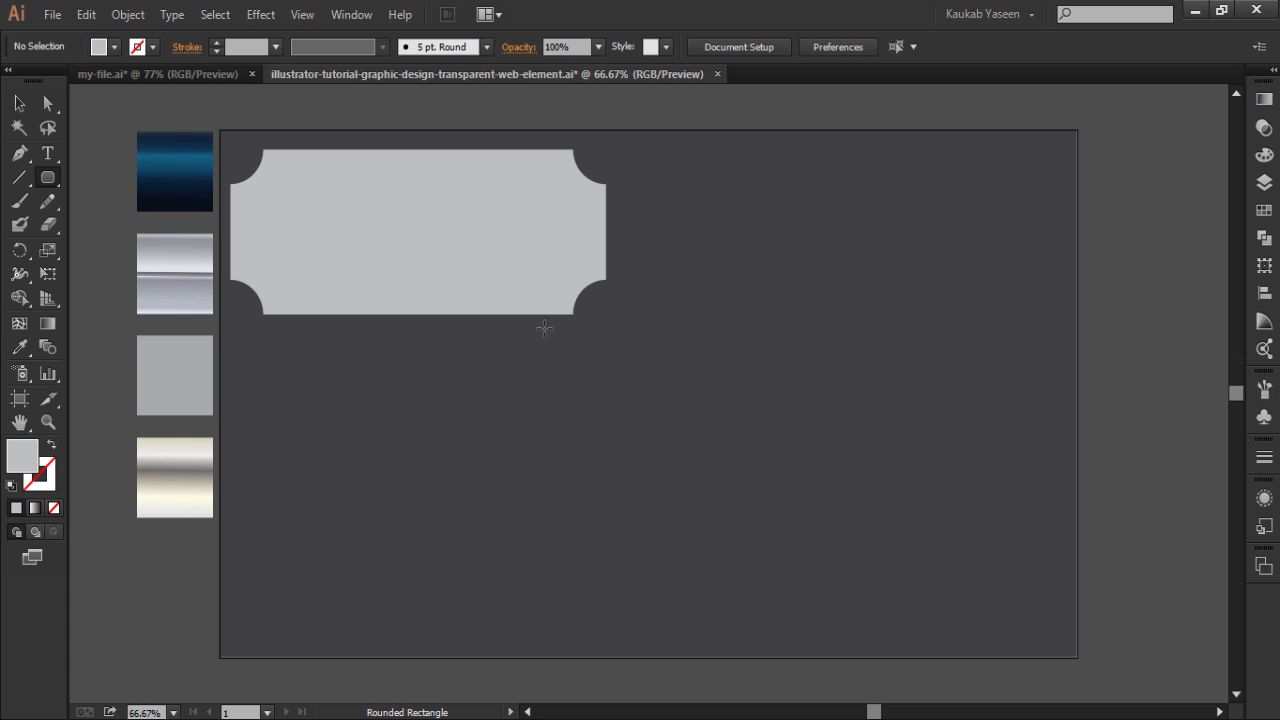 Ai File Edit Object Type Select Effect View Window Help Br Kaukab Yaseen
No Selection Stroke: 5 pt. Round Opacity: 100% Style: Document Setup Preferences
my-file.ai* @ 77% (RGB/Preview) × illustrator-tutorial-graphic-design-transparent-web-element.ai* @ 66.67% (RGB/Preview) ×
T
66.67% 1 Rounded Rectangle